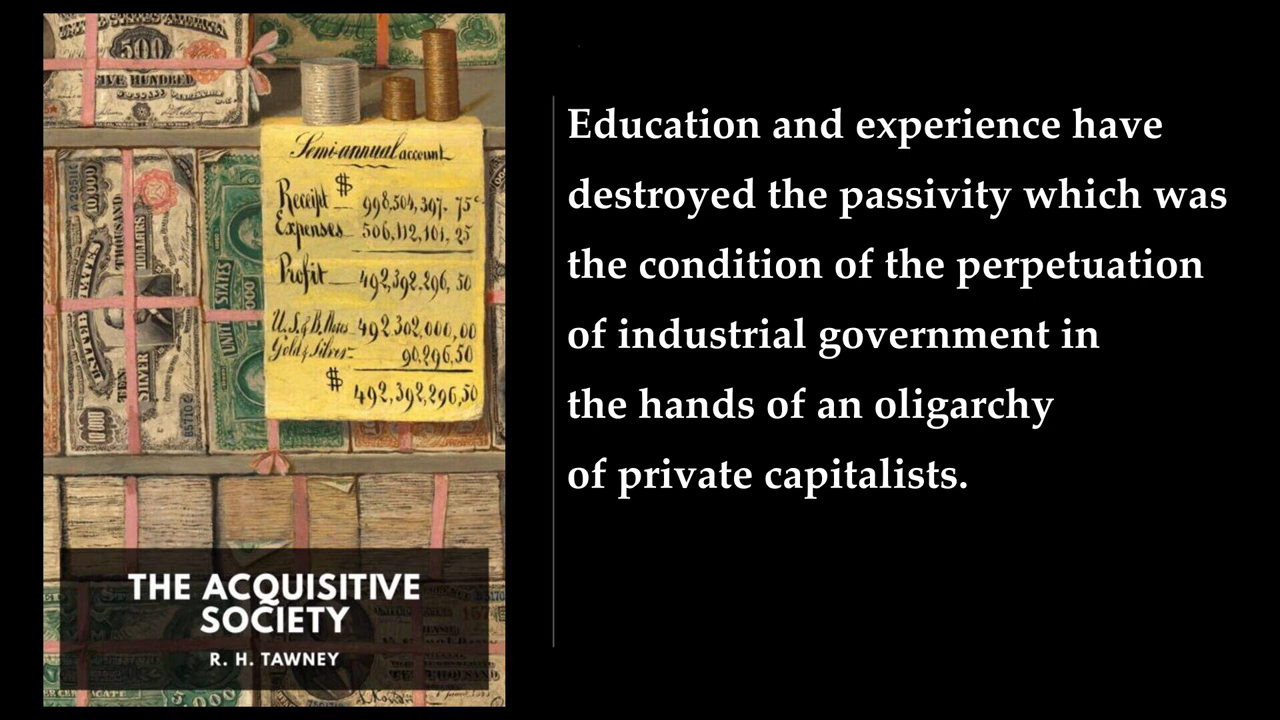 500
FIVE HUNDRED
Semi-annual account
$
Receipt 998,504,397. 75c
Expenses 506,112,101, 25
Profit 492,392,296, 50
U.S.&B. Notes 492,302,000,00
Gold & Silver 90,296,50
$ 492,392,296,50
THE ACQUISITIVE
SOCIETY
R. H. TAWNEY
Education and experience have
destroyed the passivity which was
the condition of the perpetuation
of industrial government in
the hands of an oligarchy
of private capitalists.